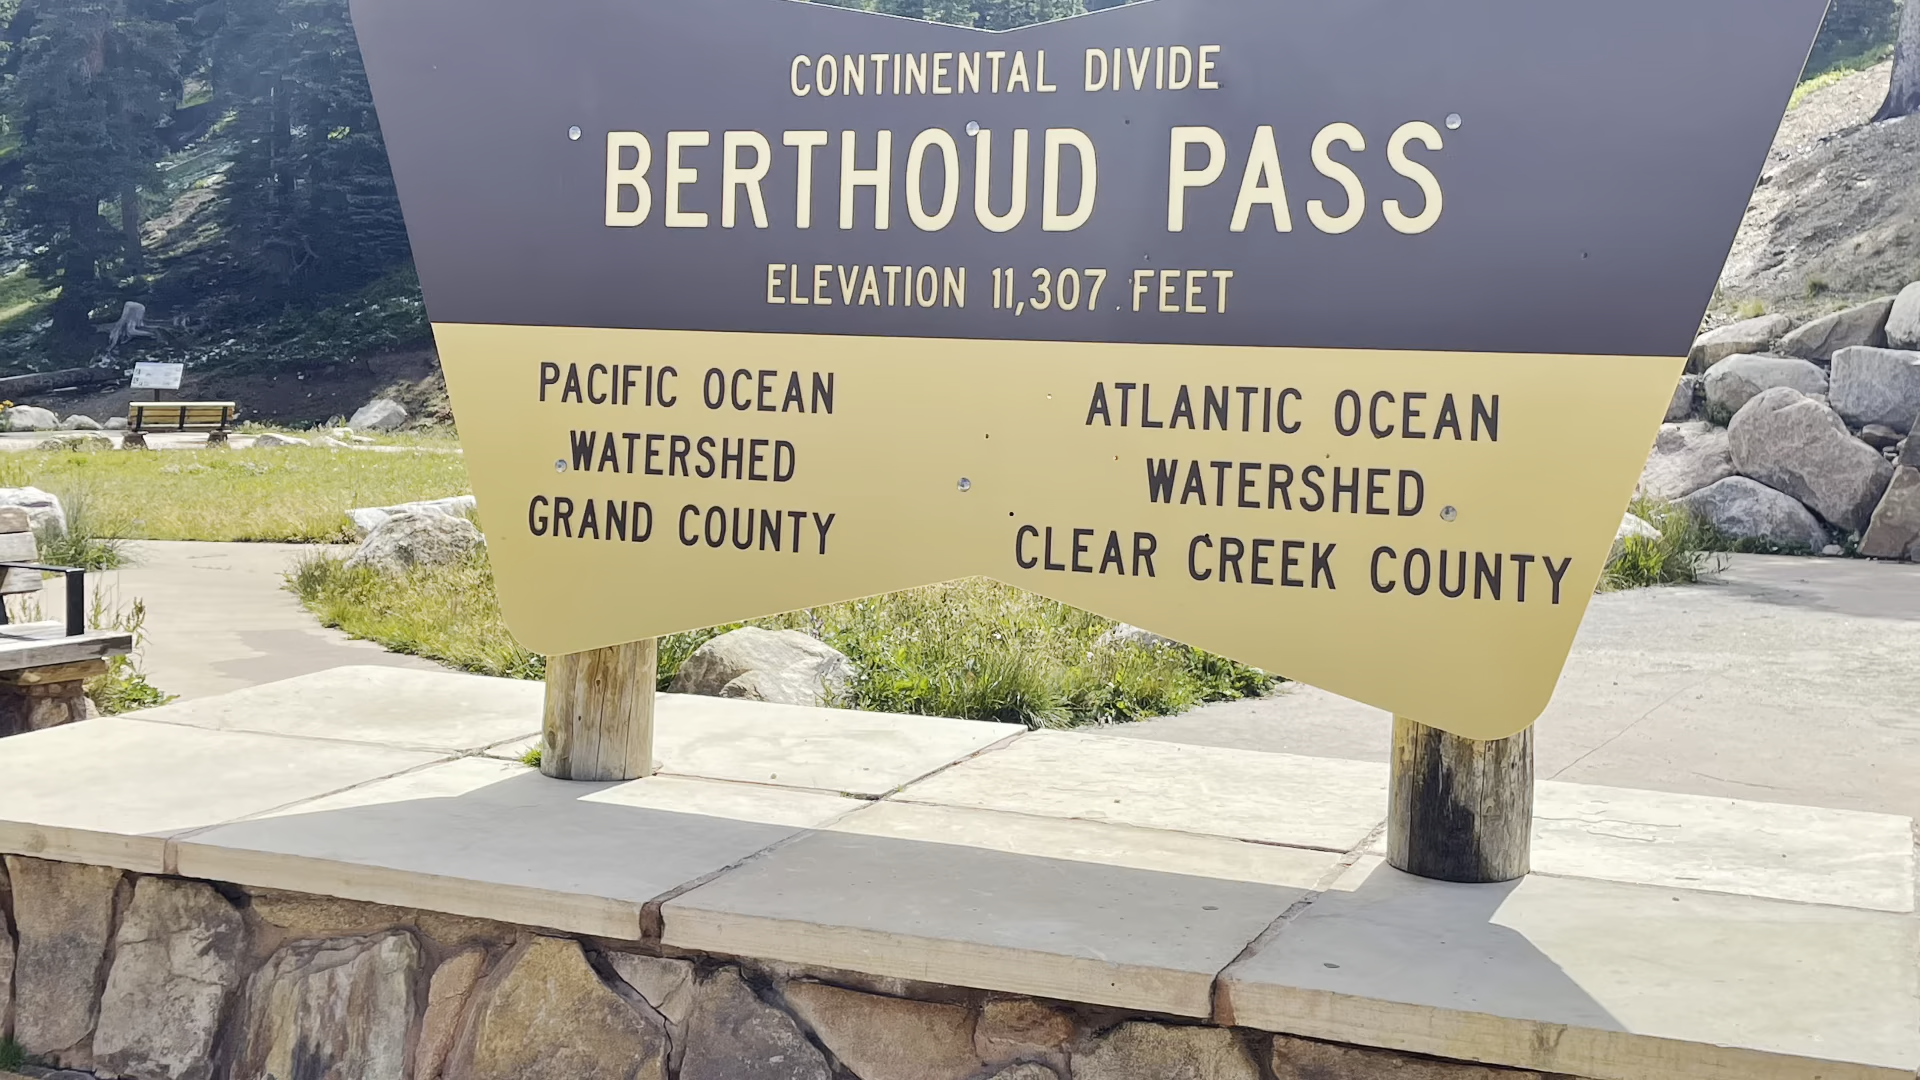 CONTINENTAL DIVIDE
BERTHOUD PASS
ELEVATION 11,307 FEET
PACIFIC OCEAN
WATERSHED
GRAND COUNTY
ATLANTIC OCEAN
WATERSHED
CLEAR CREEK COUNTY